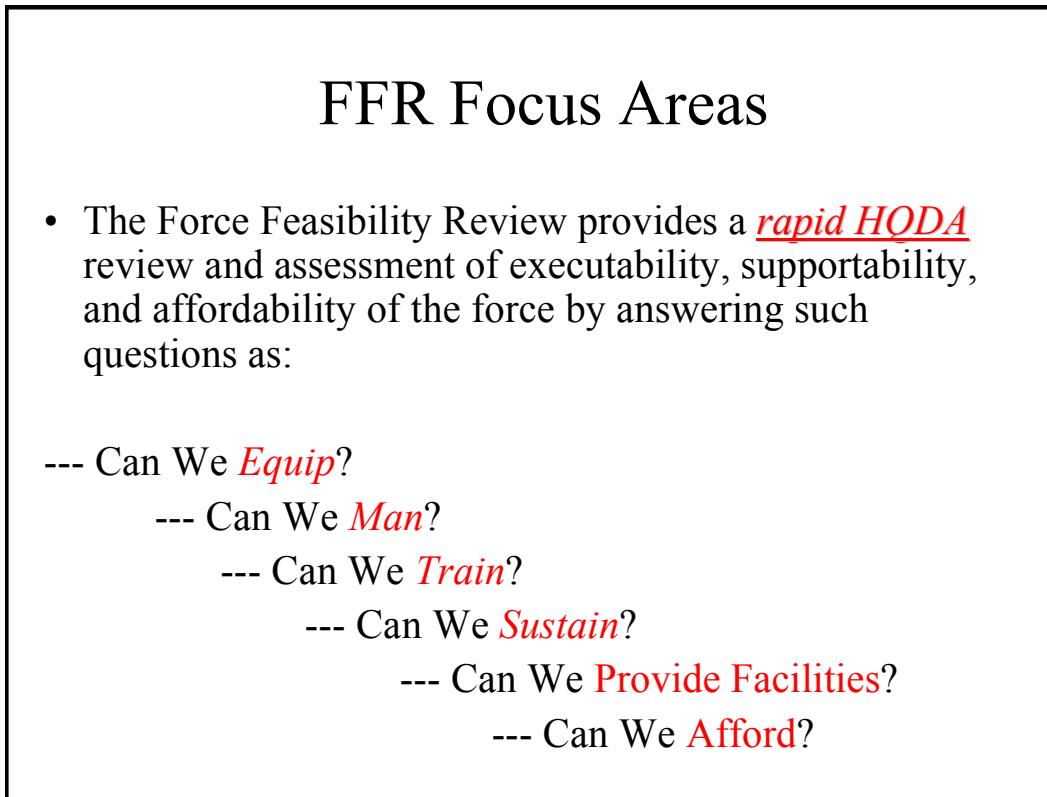 FFR Focus Areas
• The Force Feasibility Review provides a rapid HQDA
review and assessment of executability, supportability,
and affordability of the force by answering such
questions as:
--- Can We Equip?
--- Can We Man?
--- Can We Train?
--- Can We Sustain?
--- Can We Provide Facilities?
--- Can We Afford?